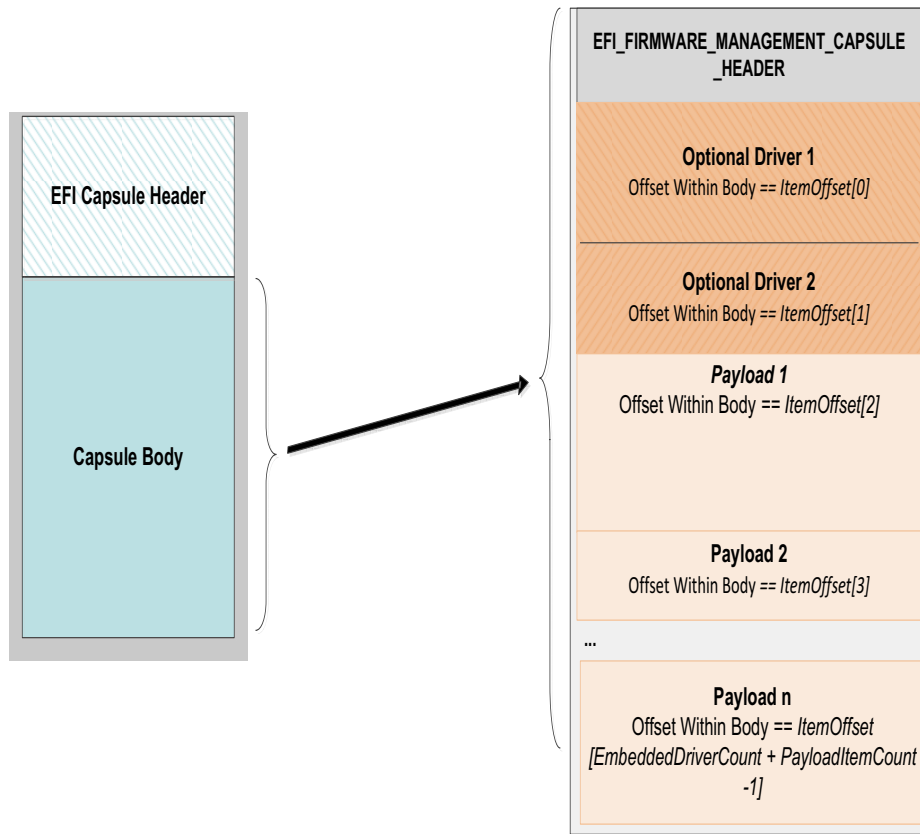 EFI Capsule Header
Capsule Body
EFI_FIRMWARE_MANAGEMENT_CAPSULE
_HEADER
Optional Driver 1
Offset Within Body == ItemOffset[0]
Optional Driver 2
Offset Within Body == ItemOffset[1]
Payload 1
Offset Within Body == ItemOffset[2]
Payload 2
Offset Within Body == ItemOffset[3]
...
Payload n
Offset Within Body == ItemOffset
[EmbeddedDriverCount + PayloadItemCount
-1]